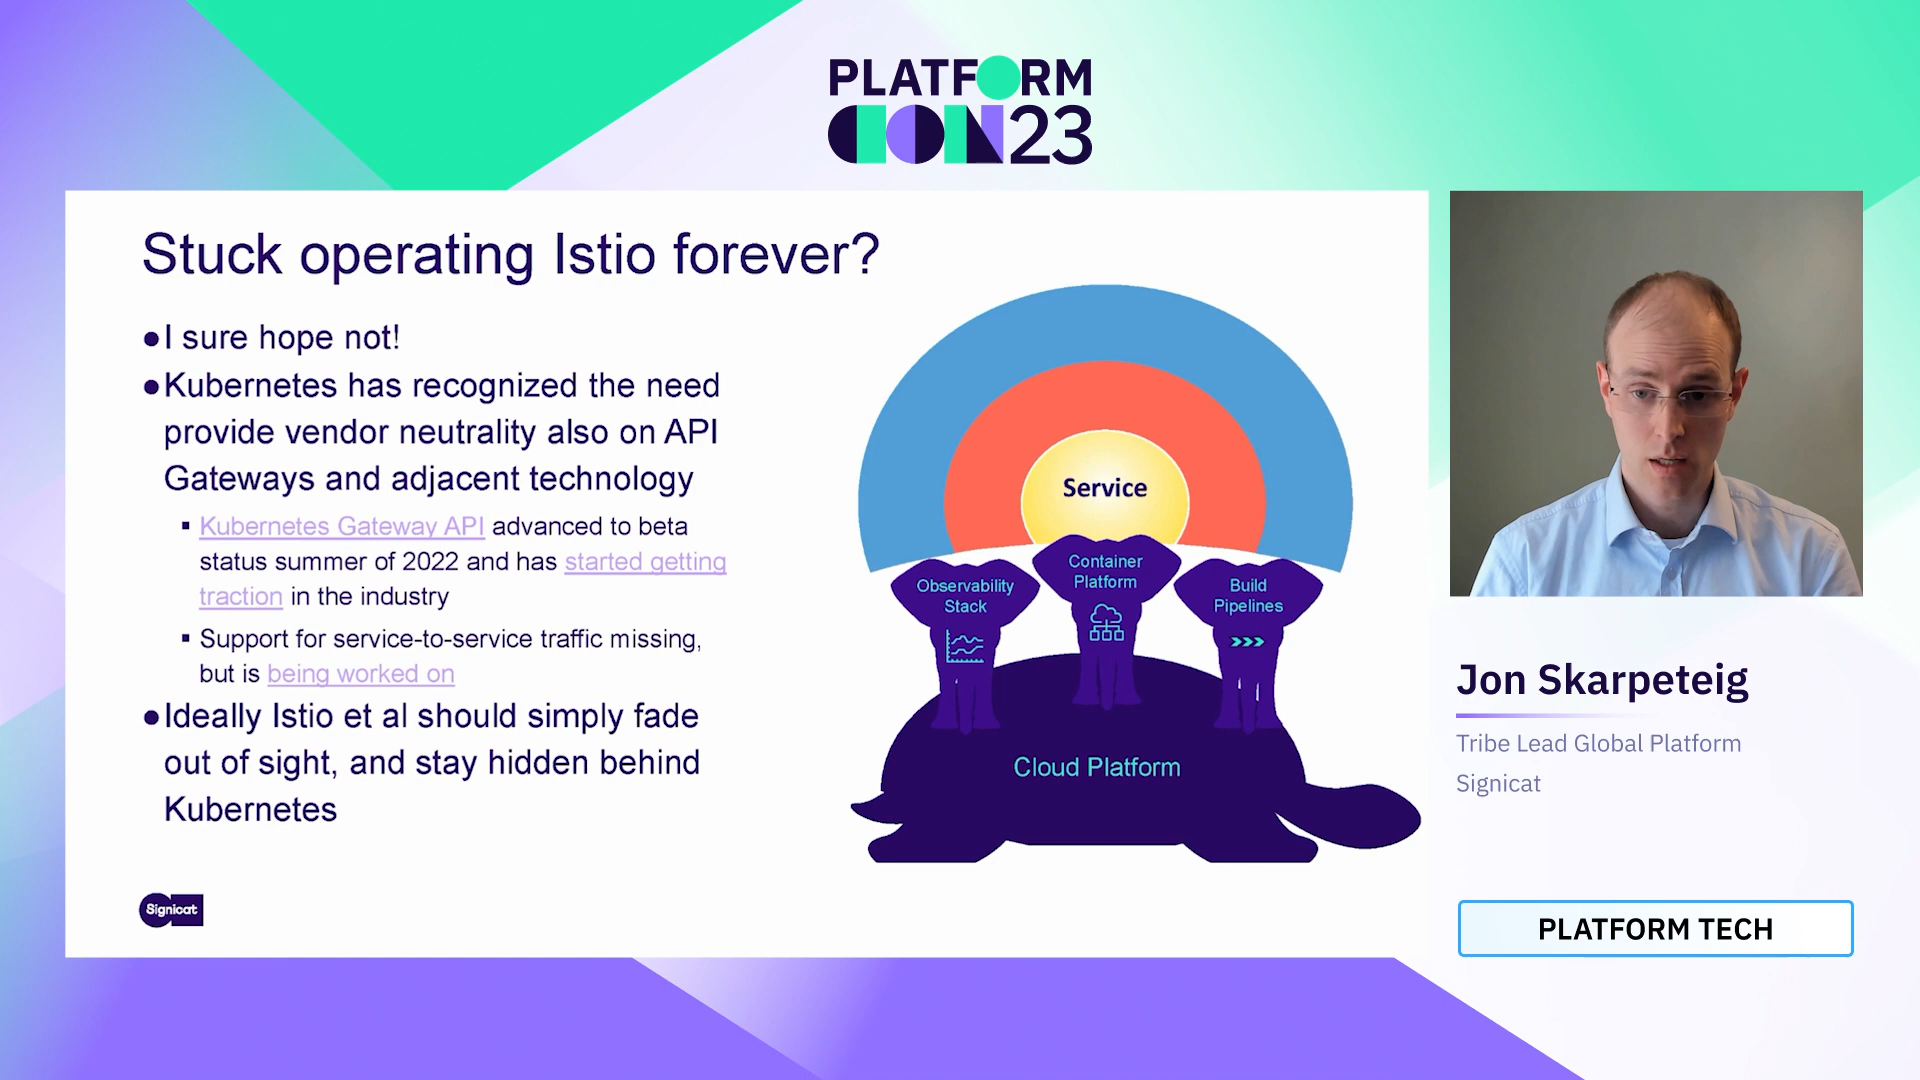 PLATFORM
CON23
Stuck operating Istio forever?
●I sure hope not!
●Kubernetes has recognized the need
provide vendor neutrality also on API
Gateways and adjacent technology
▪ Kubernetes Gateway API advanced to beta
status summer of 2022 and has started getting
traction in the industry
▪ Support for service-to-service traffic missing,
but is being worked on
●Ideally Istio et al should simply fade
out of sight, and stay hidden behind
Kubernetes
Signicat
Service
Observability
Stack
Container
Platform
Build
Pipelines
Cloud Platform
Jon Skarpeteig
Tribe Lead Global Platform
Signicat
PLATFORM TECH